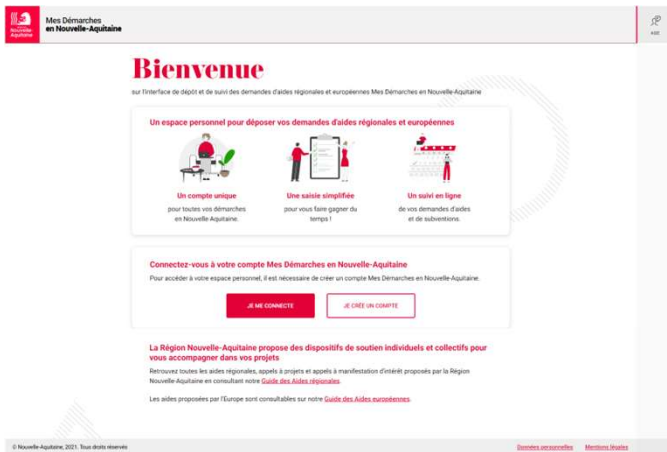 Nouvelle-Aquitaine
Mes Démarches
en Nouvelle-Aquitaine
AIDE
Bienvenue
sur l'interface de dépôt et de suivi des demandes d'aides régionales et européennes Mes Démarches en Nouvelle-Aquitaine
Un espace personnel pour déposer vos demandes d'aides régionales et européennes
Un compte unique
pour toutes vos démarches
en Nouvelle Aquitaine.
Une saisie simplifiée
pour vous faire gagner du
temps !
Un suivi en ligne
de vos demandes d'aides
et de subventions.
Connectez-vous à votre compte Mes Démarches en Nouvelle-Aquitaine
Pour accéder à votre espace personnel, il est nécessaire de créer un compte Mes Démarches en Nouvelle-Aquitaine.
JE ME CONNECTE
JE CRÉE UN COMPTE
La Région Nouvelle-Aquitaine propose des dispositifs de soutien individuels et collectifs pour
vous accompagner dans vos projets
Retrouvez toutes les aides régionales, appels à projets et appels à manifestation d'intérêt proposés par la Région
Nouvelle-Aquitaine en consultant notre Guide des Aides régionales.
Les aides proposées par l'Europe sont consultables sur notre Guide des Aides européennes.
© Nouvelle-Aquitaine, 2021. Tous droits réservés
Données personnelles
Mentions légales